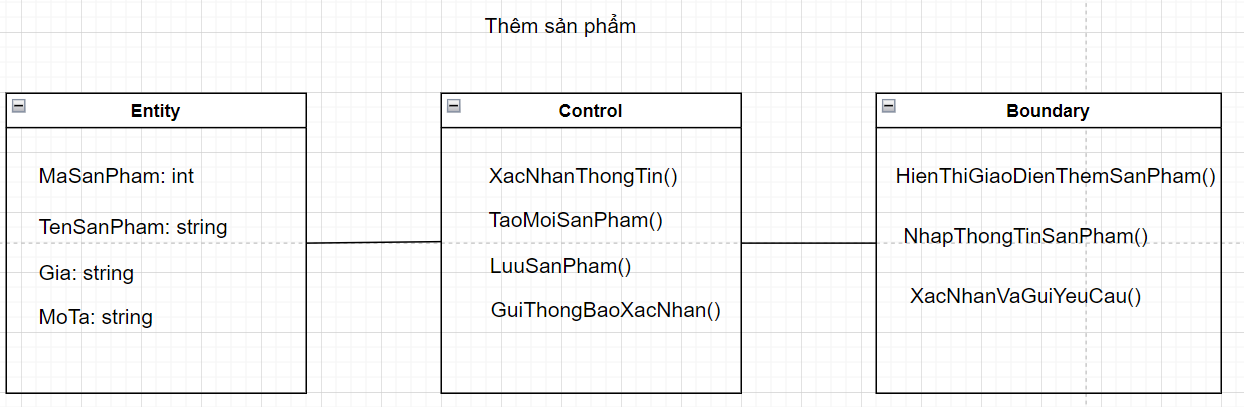 Thêm sản phẩm
Entity
MaSanPham: int
TenSanPham: string
Gia: string
MoTa: string
Control
XacNhanThongTin()
TaoMoiSanPham()
LuuSanPham()
GuiThongBaoXacNhan()
Boundary
HienThiGiaoDienThemSanPham()
NhapThongTinSanPham()
XacNhanVaGuiYeuCau()